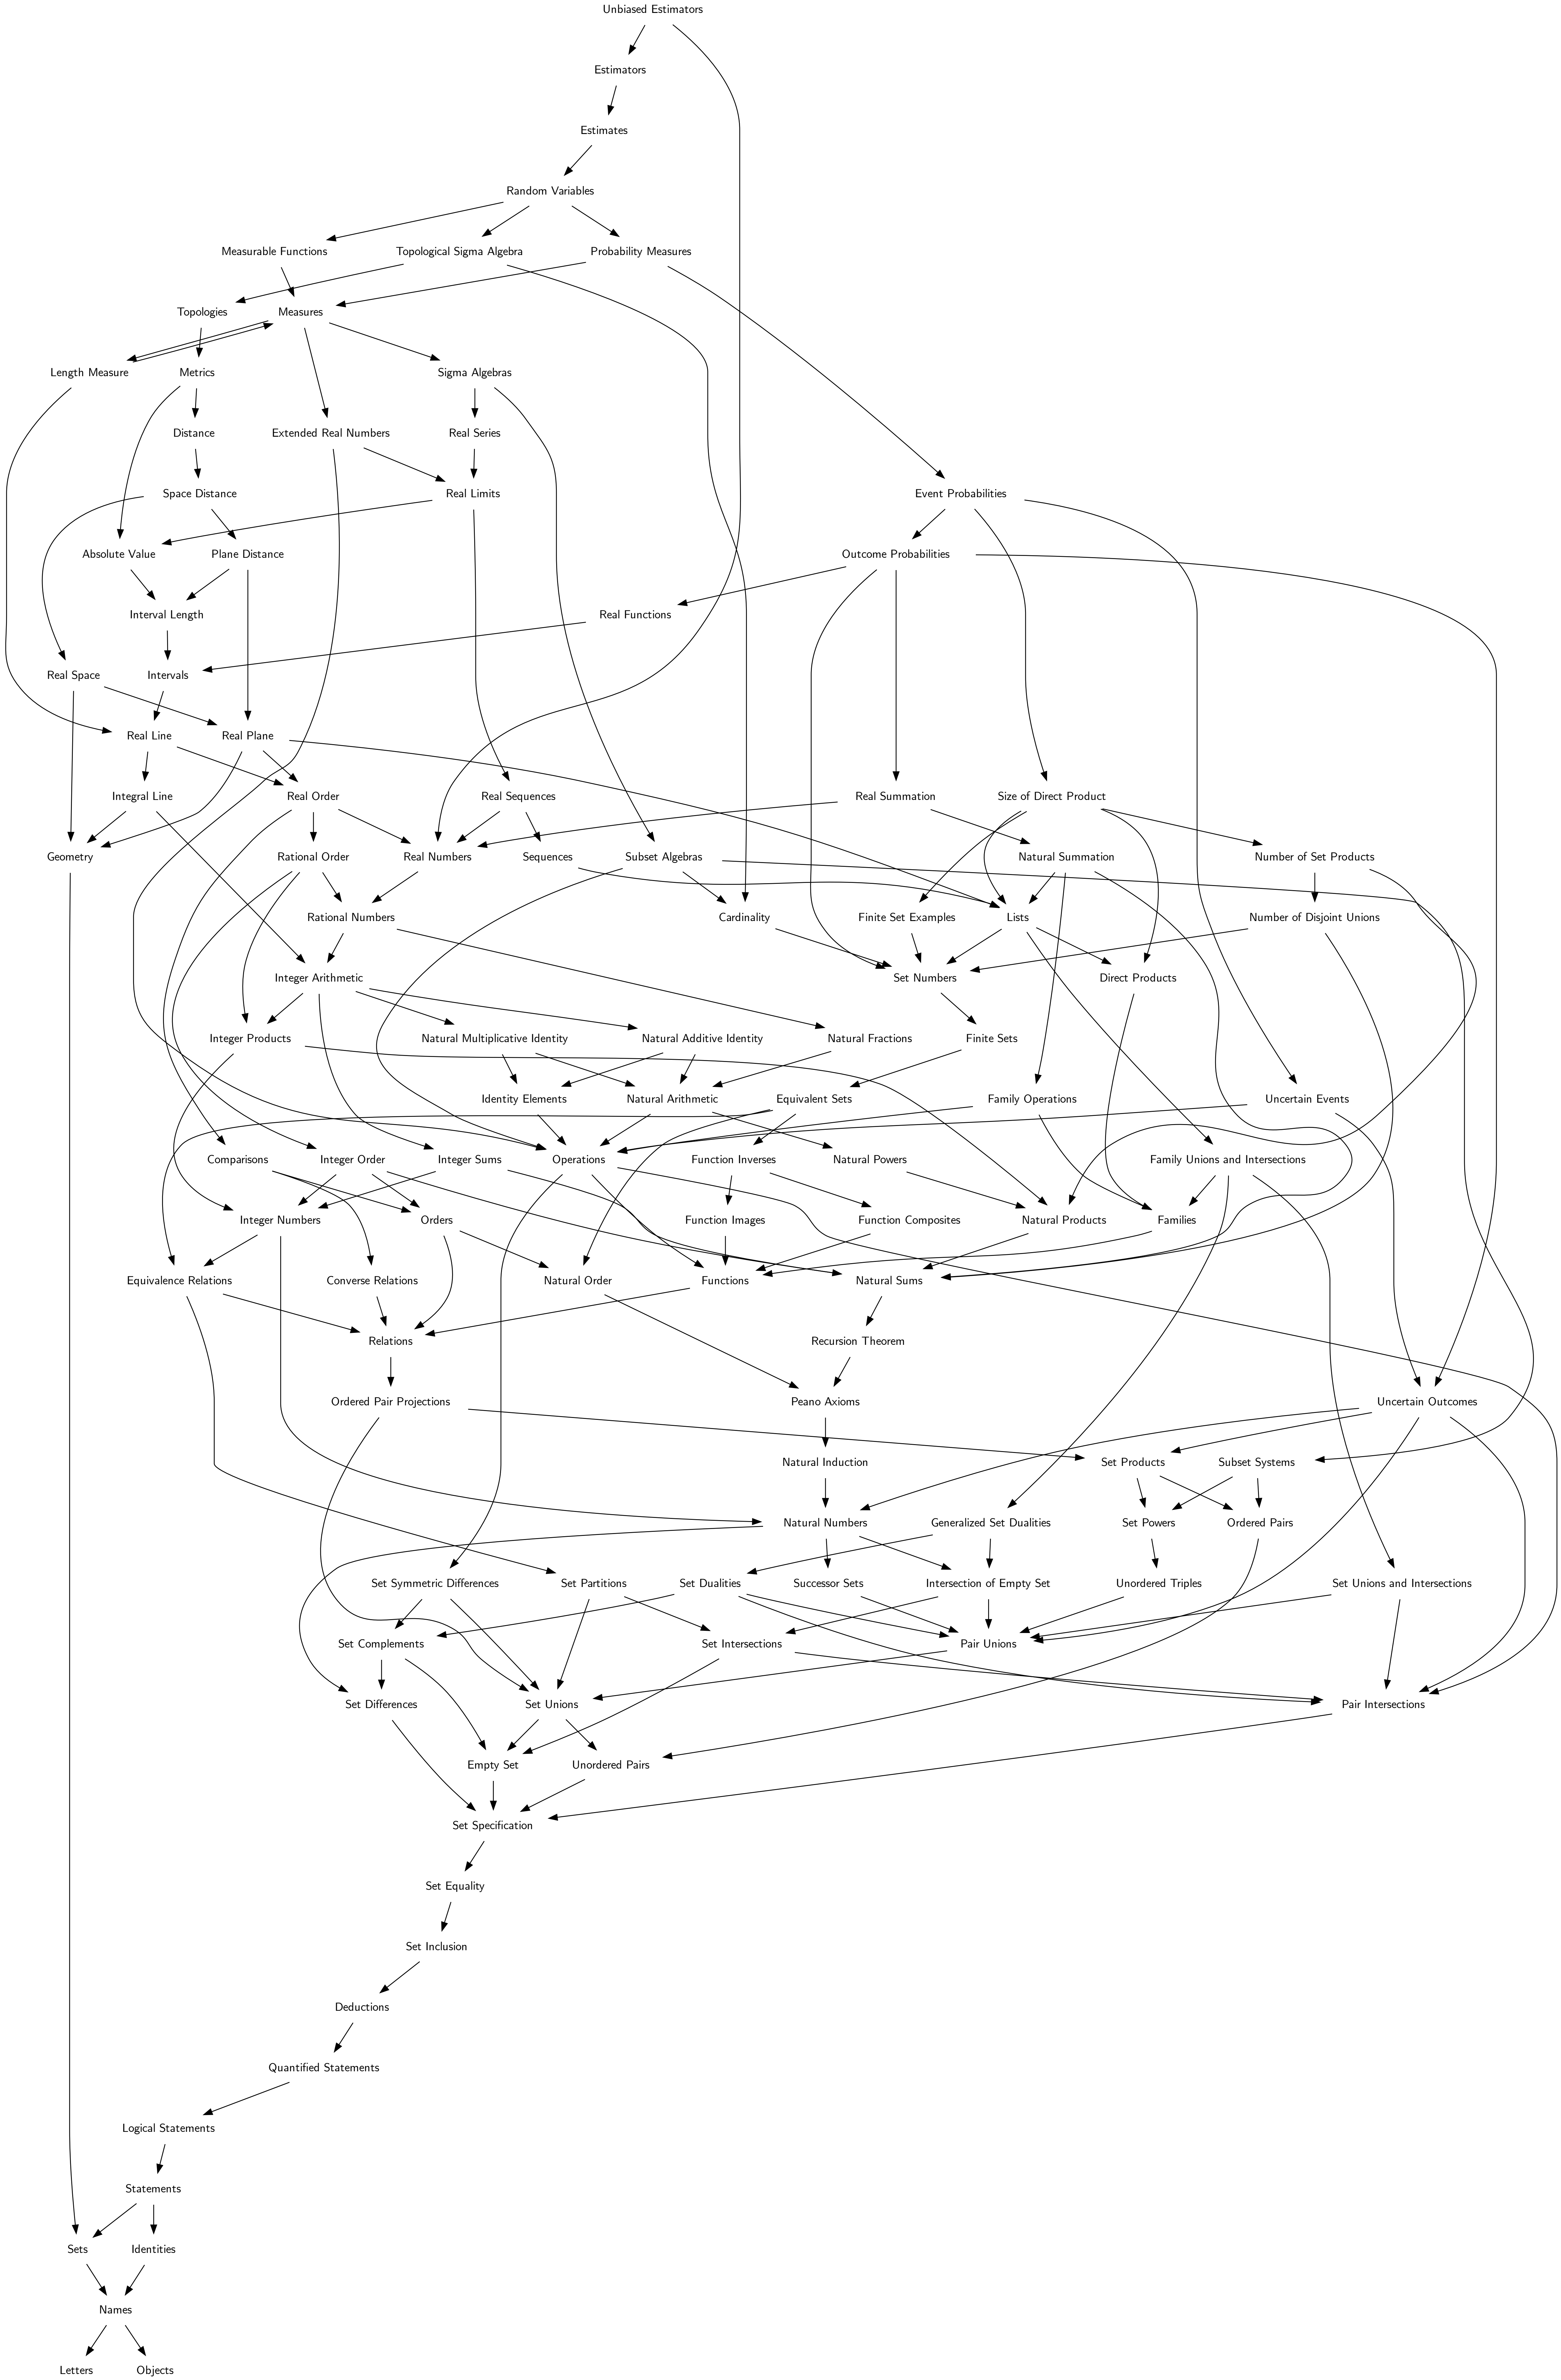 Unbiased Estimators
Estimators
Estimates
Random Variables
Measurable Functions
Topological Sigma Algebra
Probability Measures
Topologies
Measures
Length Measure
Metrics
Sigma Algebras
Distance
Extended Real Numbers
Real Series
Space Distance
Real Limits
Event Probabilities
Absolute Value
Plane Distance
Outcome Probabilities
Interval Length
Real Functions
Real Space
Intervals
Real Line
Real Plane
Integral Line
Real Order
Real Sequences
Real Summation
Size of Direct Product
Geometry
Rational Order
Real Numbers
Sequences
Subset Algebras
Natural Summation
Number of Set Products
Rational Numbers
Cardinality
Finite Set Examples
Lists
Number of Disjoint Unions
Integer Arithmetic
Set Numbers
Direct Products
Integer Products
Natural Multiplicative Identity
Natural Additive Identity
Natural Fractions
Finite Sets
Identity Elements
Natural Arithmetic
Equivalent Sets
Family Operations
Uncertain Events
Comparisons
Integer Order
Integer Sums
Operations
Function Inverses
Natural Powers
Family Unions and Intersections
Integer Numbers
Orders
Function Images
Function Composites
Natural Products
Families
Equivalence Relations
Converse Relations
Natural Order
Functions
Natural Sums
Relations
Recursion Theorem
Ordered Pair Projections
Peano Axioms
Uncertain Outcomes
Natural Induction
Set Products
Subset Systems
Natural Numbers
Generalized Set Dualities
Set Powers
Ordered Pairs
Set Symmetric Differences
Set Partitions
Set Dualities
Successor Sets
Intersection of Empty Set
Unordered Triples
Set Unions and Intersections
Set Complements
Set Intersections
Pair Unions
Set Differences
Set Unions
Pair Intersections
Empty Set
Unordered Pairs
Set Specification
Set Equality
Set Inclusion
Deductions
Quantified Statements
Logical Statements
Statements
Sets
Identities
Names
Letters
Objects